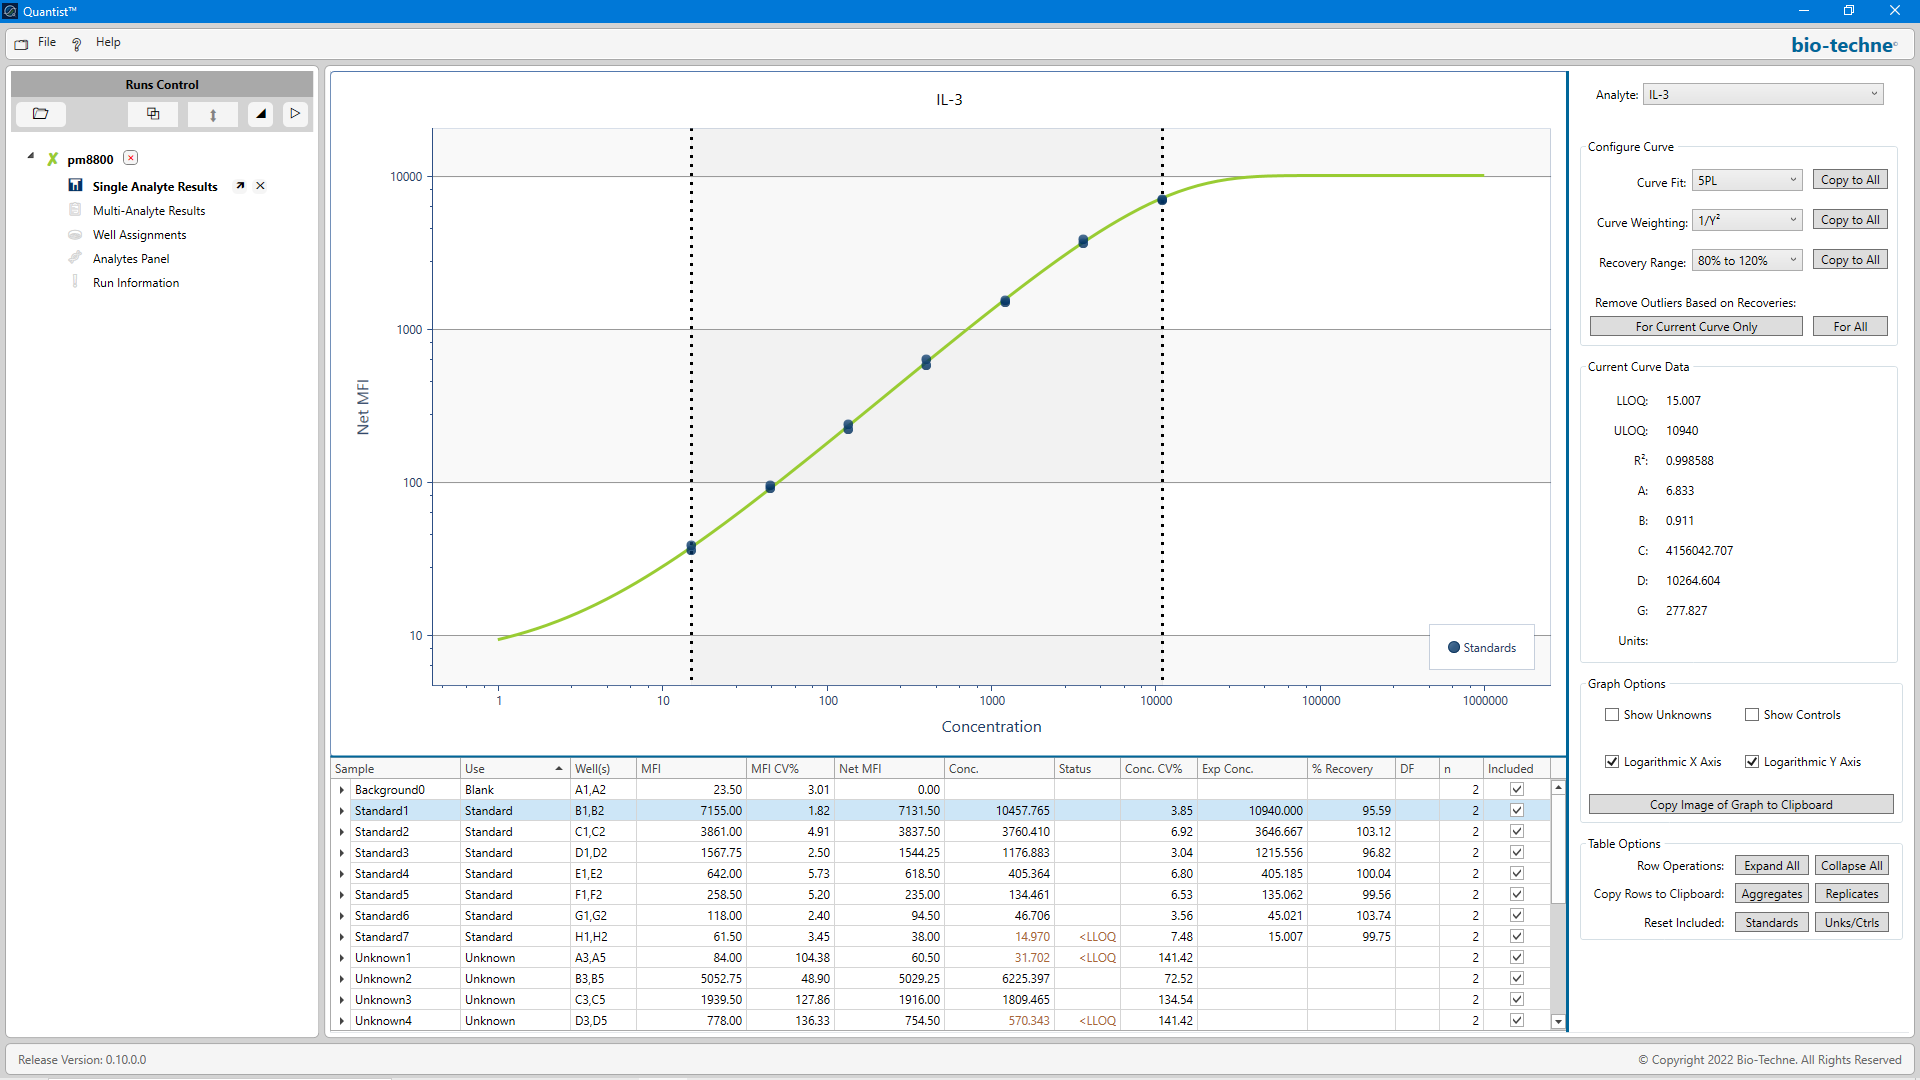 Quantist™
File Help
bio-techne
Runs Control
pm8800
Single Analyte Results
Multi-Analyte Results
Well Assignments
Analytes Panel
Run Information
IL-3
Net MFI
10000
1000
100
10
1 10 100 1000 10000 100000 1000000
Concentration
Standards
Sample Use Well(s) MFI MFI CV% Net MFI Conc. Status Conc. CV% Exp Conc. % Recovery DF n Included
Background0 Blank A1,A2 23.50 3.01 0.00 2
Standard1 Standard B1,B2 7155.00 1.82 7131.50 10457.765 3.85 10940.000 95.59 2
Standard2 Standard C1,C2 3861.00 4.91 3837.50 3760.410 6.92 3646.667 103.12 2
Standard3 Standard D1,D2 1567.75 2.50 1544.25 1176.883 3.04 1215.556 96.82 2
Standard4 Standard E1,E2 642.00 5.73 618.50 405.364 6.80 405.185 100.04 2
Standard5 Standard F1,F2 258.50 5.20 235.00 134.461 6.53 135.062 99.56 2
Standard6 Standard G1,G2 118.00 2.40 94.50 46.706 3.56 45.021 103.74 2
Standard7 Standard H1,H2 61.50 3.45 38.00 14.970 <LLOQ 7.48 15.007 99.75 2
Unknown1 Unknown A3,A5 84.00 104.38 60.50 31.702 <LLOQ 141.42 2
Unknown2 Unknown B3,B5 5052.75 48.90 5029.25 6225.397 72.52 2
Unknown3 Unknown C3,C5 1939.50 127.86 1916.00 1809.465 134.54 2
Unknown4 Unknown D3,D5 778.00 136.33 754.50 570.343 <LLOQ 141.42 2
Analyte: IL-3
Configure Curve
Curve Fit: 5PL Copy to All
Curve Weighting: 1/Y² Copy to All
Recovery Range: 80% to 120% Copy to All
Remove Outliers Based on Recoveries:
For Current Curve Only For All
Current Curve Data
LLOQ: 15.007
ULOQ: 10940
R²: 0.998588
A: 6.833
B: 0.911
C: 4156042.707
D: 10264.604
G: 277.827
Units:
Graph Options
Show Unknowns Show Controls
Logarithmic X Axis Logarithmic Y Axis
Copy Image of Graph to Clipboard
Table Options
Row Operations: Expand All Collapse All
Copy Rows to Clipboard: Aggregates Replicates
Reset Included: Standards Unks/Ctrls
Release Version: 0.10.0.0
© Copyright 2022 Bio-Techne. All Rights Reserved